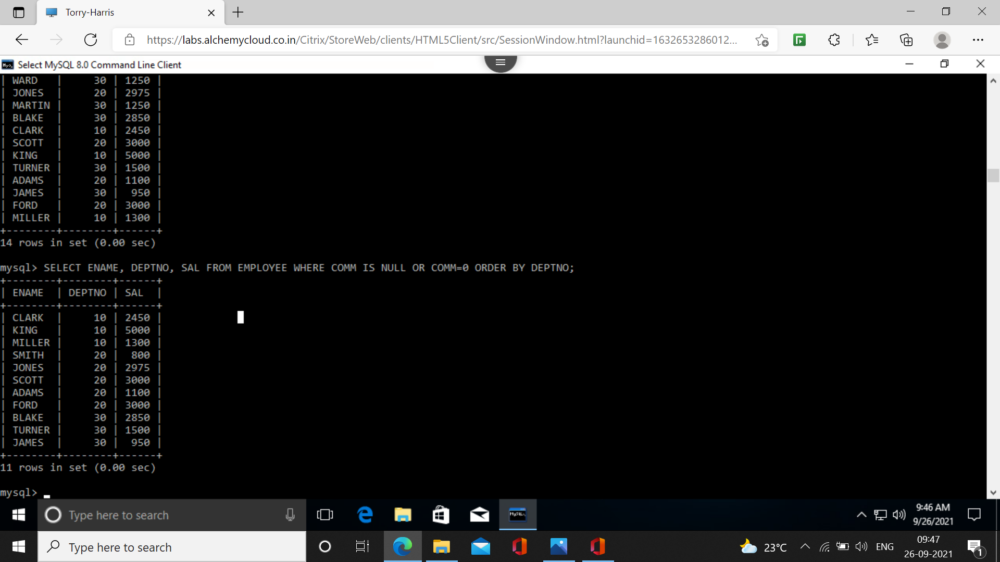 Torry-Harris
https://labs.alchemycloud.co.in/Citrix/StoreWeb/clients/HTML5Client/src/SessionWindow.html?launchid=1632653286012...
Select MySQL 8.0 Command Line Client
| WARD   |     30 | 1250 |
| JONES  |     20 | 2975 |
| MARTIN |     30 | 1250 |
| BLAKE  |     30 | 2850 |
| CLARK  |     10 | 2450 |
| SCOTT  |     20 | 3000 |
| KING   |     10 | 5000 |
| TURNER |     30 | 1500 |
| ADAMS  |     20 | 1100 |
| JAMES  |     30 |  950 |
| FORD   |     20 | 3000 |
| MILLER |     10 | 1300 |
+--------+--------+------+
14 rows in set (0.00 sec)
mysql> SELECT ENAME, DEPTNO, SAL FROM EMPLOYEE WHERE COMM IS NULL OR COMM=0 ORDER BY DEPTNO;
+--------+--------+------+
| ENAME  | DEPTNO | SAL  |
+--------+--------+------+
| CLARK  |     10 | 2450 |
| KING   |     10 | 5000 |
| MILLER |     10 | 1300 |
| SMITH  |     20 |  800 |
| JONES  |     20 | 2975 |
| SCOTT  |     20 | 3000 |
| ADAMS  |     20 | 1100 |
| FORD   |     20 | 3000 |
| BLAKE  |     30 | 2850 |
| TURNER |     30 | 1500 |
| JAMES  |     30 |  950 |
+--------+--------+------+
11 rows in set (0.00 sec)
mysql>
Type here to search
9:46 AM
9/26/2021
Type here to search
23°C
ENG
09:47
26-09-2021
1